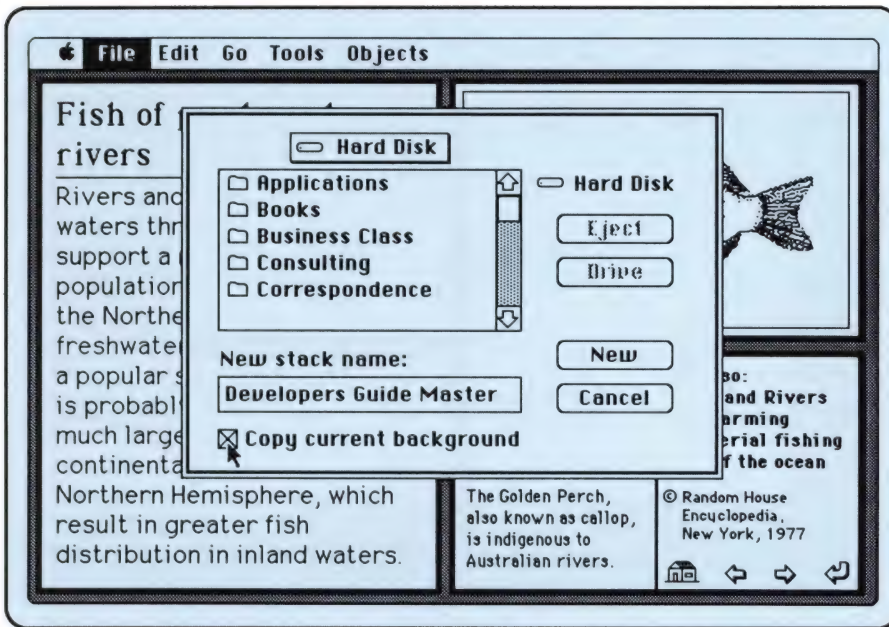 File Edit Go Tools Objects
Fish of
rivers
Rivers and
waters
support a
population
the Northe
freshwate
a popular s
is probabl
much large
continenta
Northern Hemisphere, which
result in greater fish
distribution in inland waters.
Hard Disk
Applications
Books
Business Class
Consulting
Correspondence
New stack name:
Developers Guide Master
Copy current background
Hard Disk
Eject
Drive
New
Cancel
The Golden Perch,
also known as callop,
is indigenous to
Australian rivers.
so:
and Rivers
arming
erial fishing
f the ocean
© Random House
Encyclopedia,
New York, 1977